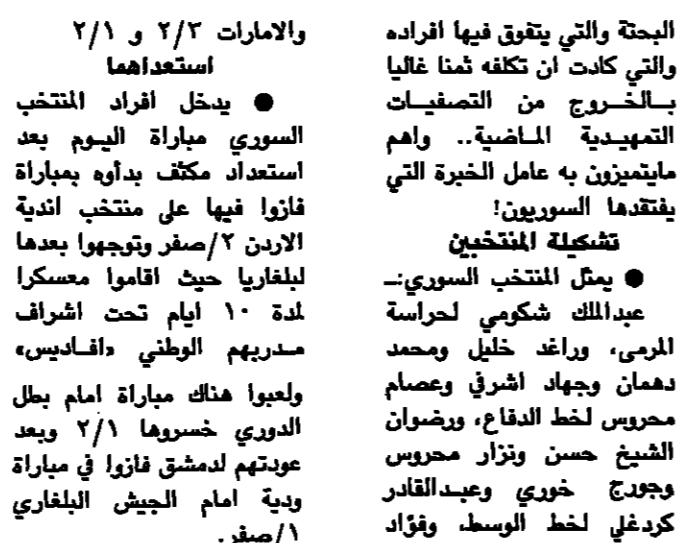 البحتة والتي يتفوق فيها افراده
والتي كادت ان تكلفه ثمنا غاليا
بالخروج من التصفيات
التمهيدية الماضية.. واهم
مايتميزون به عامل الخبرة التي
يفتقدها السوريون!
تشكيلة المنتخبين
● يمثل المنتخب السوري:ـ
عبدالملك شكومي لحراسة
المرمى، وراغد خليل ومحمد
دهمان وجهاد اشرفي وعصام
محروس لخط الدفاع، ورضوان
الشيخ حسن ونزار محروس
وجورج خوري وعبدالقادر
كردغلي لخط الوسط، وفؤاد
والامارات ٢/٣ و ٢/١
استعداهما
● يدخل افراد المنتخب
السوري مباراة اليوم بعد
استعداد مكثف بدأوه بمباراة
فازوا فيها على منتخب اندية
الاردن ٢/صفر وتوجهوا بعدها
لبلغاريا حيث اقاموا معسكرا
لمدة ١٠ ايام تحت اشراف
مدربهم الوطني «افاديس»
ولعبوا هناك مباراة امام بطل
الدوري خسروها ٢/١ وبعد
عودتهم لدمشق فازوا في مباراة
ودية امام الجيش البلغاري
١/صفر.